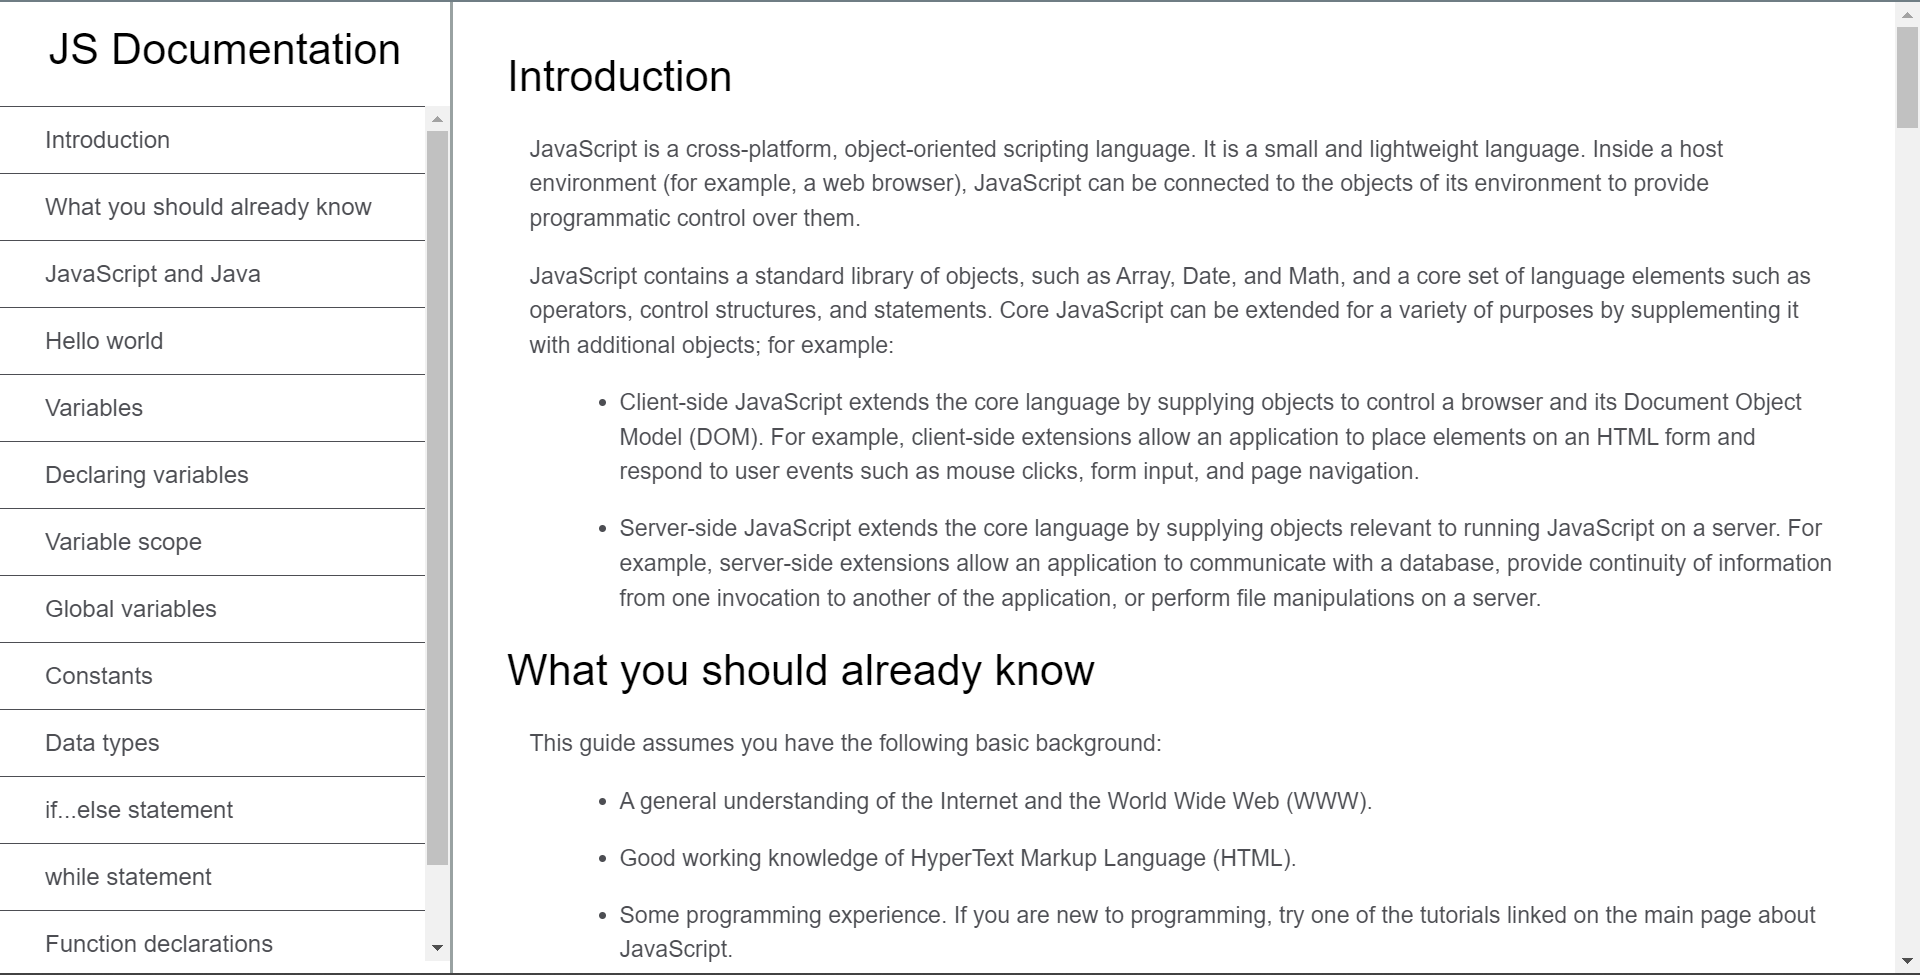 JS Documentation
Introduction
What you should already know
JavaScript and Java
Hello world
Variables
Declaring variables
Variable scope
Global variables
Constants
Data types
if...else statement
while statement
Function declarations
Introduction
JavaScript is a cross-platform, object-oriented scripting language. It is a small and lightweight language. Inside a host
environment (for example, a web browser), JavaScript can be connected to the objects of its environment to provide
programmatic control over them.
JavaScript contains a standard library of objects, such as Array, Date, and Math, and a core set of language elements such as
operators, control structures, and statements. Core JavaScript can be extended for a variety of purposes by supplementing it
with additional objects; for example:
• Client-side JavaScript extends the core language by supplying objects to control a browser and its Document Object
Model (DOM). For example, client-side extensions allow an application to place elements on an HTML form and
respond to user events such as mouse clicks, form input, and page navigation.
• Server-side JavaScript extends the core language by supplying objects relevant to running JavaScript on a server. For
example, server-side extensions allow an application to communicate with a database, provide continuity of information
from one invocation to another of the application, or perform file manipulations on a server.
What you should already know
This guide assumes you have the following basic background:
• A general understanding of the Internet and the World Wide Web (WWW).
• Good working knowledge of HyperText Markup Language (HTML).
• Some programming experience. If you are new to programming, try one of the tutorials linked on the main page about
JavaScript.